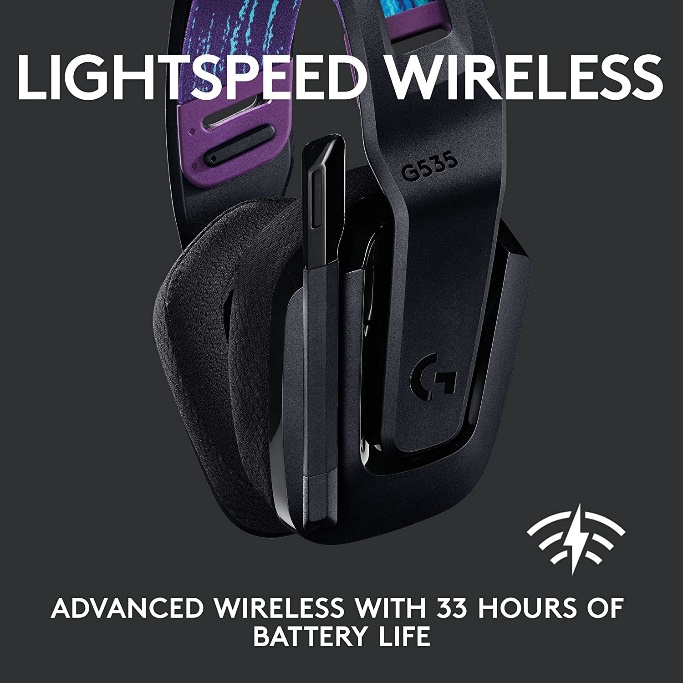 LIGHTSPEED WIRELESS
G535
ADVANCED WIRELESS WITH 33 HOURS OF
BATTERY LIFE